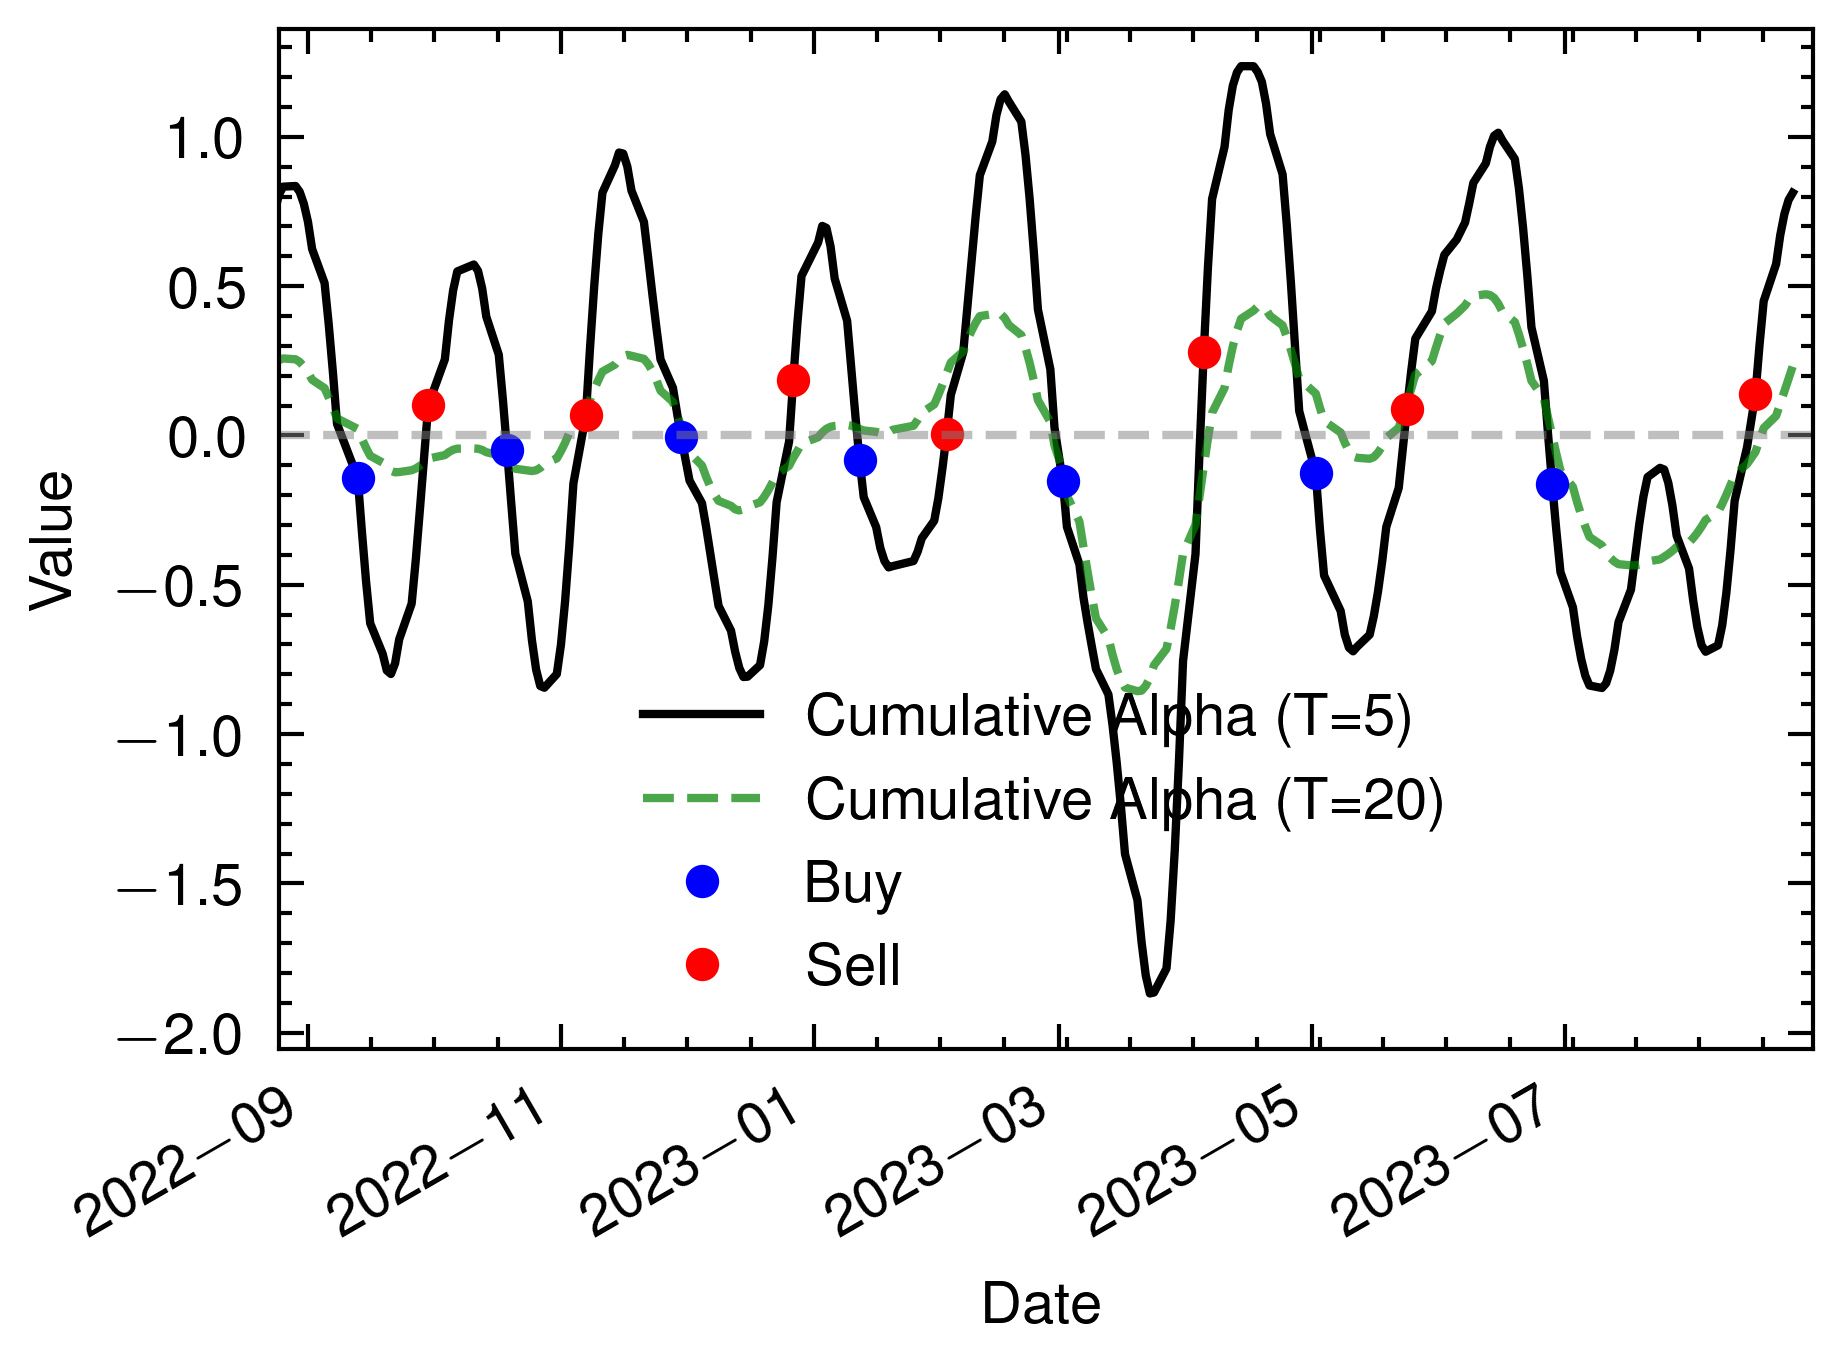 Value
1.0
0.5
0.0
−0.5
−1.0
−1.5
−2.0
Cumulative Alpha (T=5)
Cumulative Alpha (T=20)
Buy
Sell
2022−09
2022−11
2023−01
2023−03
2023−05
2023−07
Date